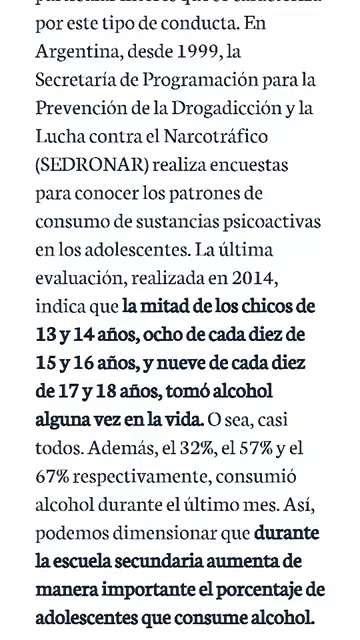 por este tipo de conducta. En
Argentina, desde 1999, la
Secretaría de Programación para la
Prevención de la Drogadicción y la
Lucha contra el Narcotráfico
(SEDRONAR) realiza encuestas
para conocer los patrones de
consumo de sustancias psicoactivas
en los adolescentes. La última
evaluación, realizada en 2014,
indica que la mitad de los chicos de
13 y 14 años, ocho de cada diez de
15 y 16 años, y nueve de cada diez
de 17 y 18 años, tomó alcohol
alguna vez en la vida. O sea, casi
todos. Además, el 32%, el 57% y el
67% respectivamente, consumió
alcohol durante el último mes. Así,
podemos dimensionar que durante
la escuela secundaria aumenta de
manera importante el porcentaje de
adolescentes que consume alcohol.